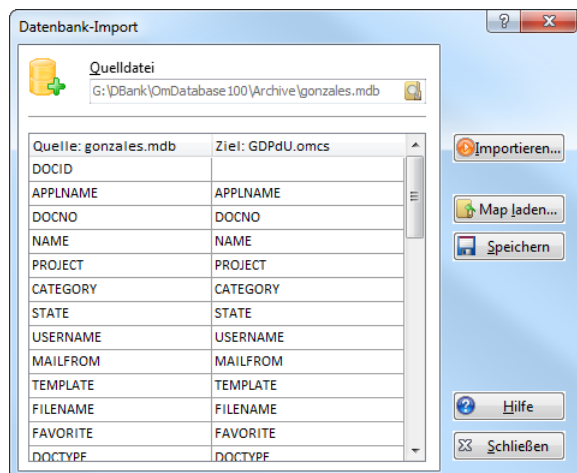 Datenbank-Import
Quelldatei
G:\DBank\OmDatabase100\Archive\gonzales.mdb
Quelle: gonzales.mdb Ziel: GDPdU.omcs
DOCID
APPLNAME APPLNAME
DOCNO DOCNO
NAME NAME
PROJECT PROJECT
CATEGORY CATEGORY
STATE STATE
USERNAME USERNAME
MAILFROM MAILFROM
TEMPLATE TEMPLATE
FILENAME FILENAME
FAVORITE FAVORITE
DOCTYPE DOCTYPE
Importieren...
Map laden...
Speichern
Hilfe
Schließen